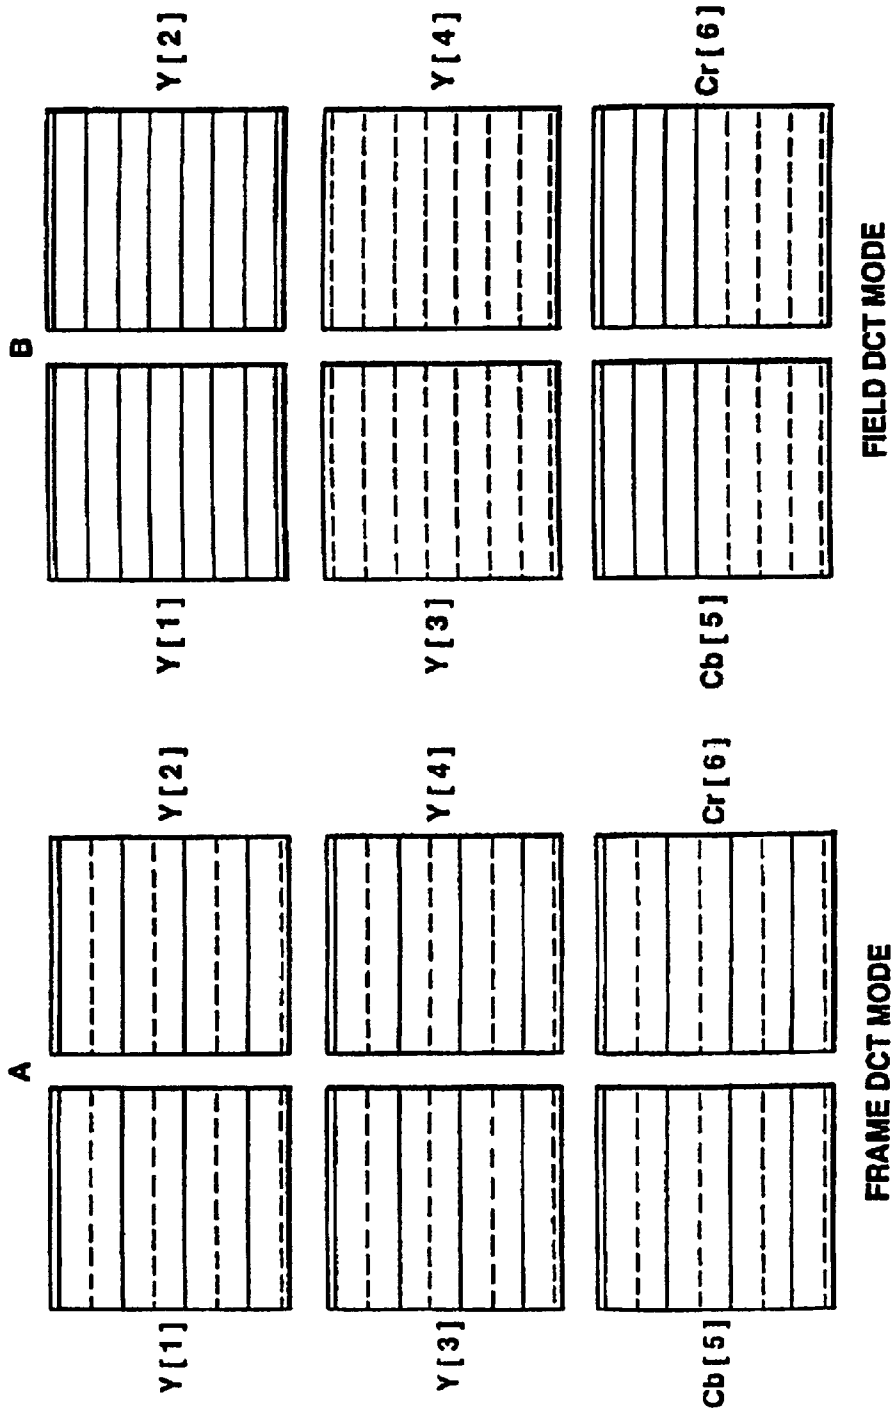 A
Y[1]
Y[2]
Y[3]
Y[4]
Cb[5]
Cr[6]
FRAME DCT MODE
B
Y[1]
Y[2]
Y[3]
Y[4]
Cb[5]
Cr[6]
FIELD DCT MODE